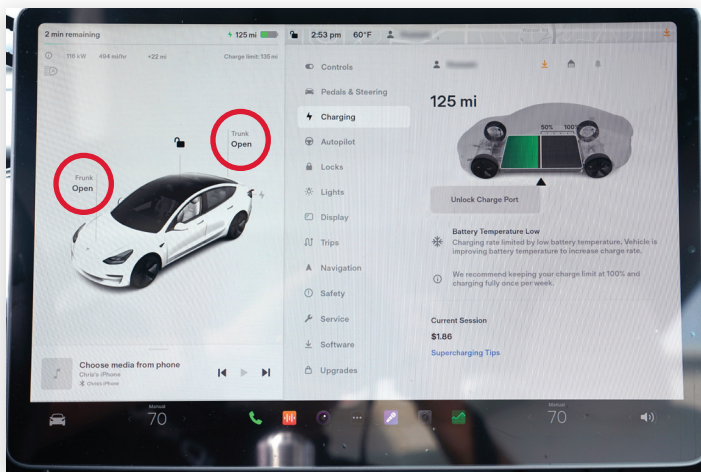 2 min remaining
125 mi
2:53 pm 60°F
116 kW 494 mi/hr +22 mi Charge limit: 135 mi
Trunk
Open
Frunk
Open
Choose media from phone
Chris's iPhone
Chris iPhone
Controls
Pedals & Steering
Charging
Autopilot
Locks
Lights
Display
Trips
Navigation
Safety
Service
Software
Upgrades
125 mi
50% 100%
Unlock Charge Port
Battery Temperature Low
Charging rate limited by low battery temperature. Vehicle is
improving battery temperature to increase charge rate.
We recommend keeping your charge limit at 100% and
charging fully once per week.
Current Session
$1.86
Supercharging Tips
Manual
70
Manual
70